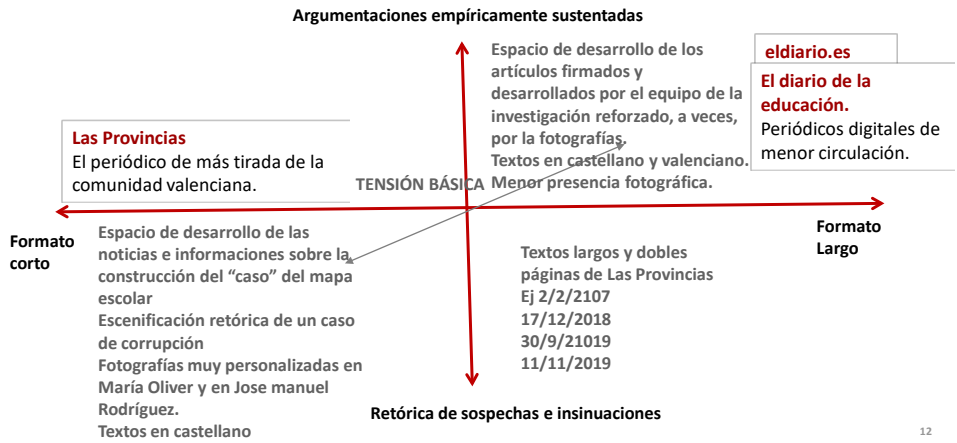 Argumentaciones empíricamente sustentadas
Espacio de desarrollo de los
artículos firmados y
desarrollados por el equipo de la
investigación reforzado, a veces,
por la fotografías.
Textos en castellano y valenciano.
Menor presencia fotográfica.
eldiario.es
El diario de la
educación.
Periódicos digitales de
menor circulación.
Las Provincias
El periódico de más tirada de la
comunidad valenciana.
TENSIÓN BÁSICA
Formato
corto
Formato
Largo
Espacio de desarrollo de las
noticias e informaciones sobre la
construcción del “caso” del mapa
escolar
Escenificación retórica de un caso
de corrupción
Fotografías muy personalizadas en
María Oliver y en Jose manuel
Rodríguez.
Textos en castellano
Textos largos y dobles
páginas de Las Provincias
Ej 2/2/2107
17/12/2018
30/9/21019
11/11/2019
Retórica de sospechas e insinuaciones
12